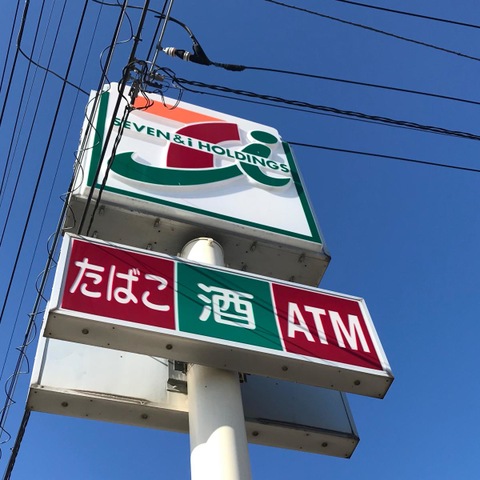 SEVEN & i HOLDINGS
たばこ 酒 ATM